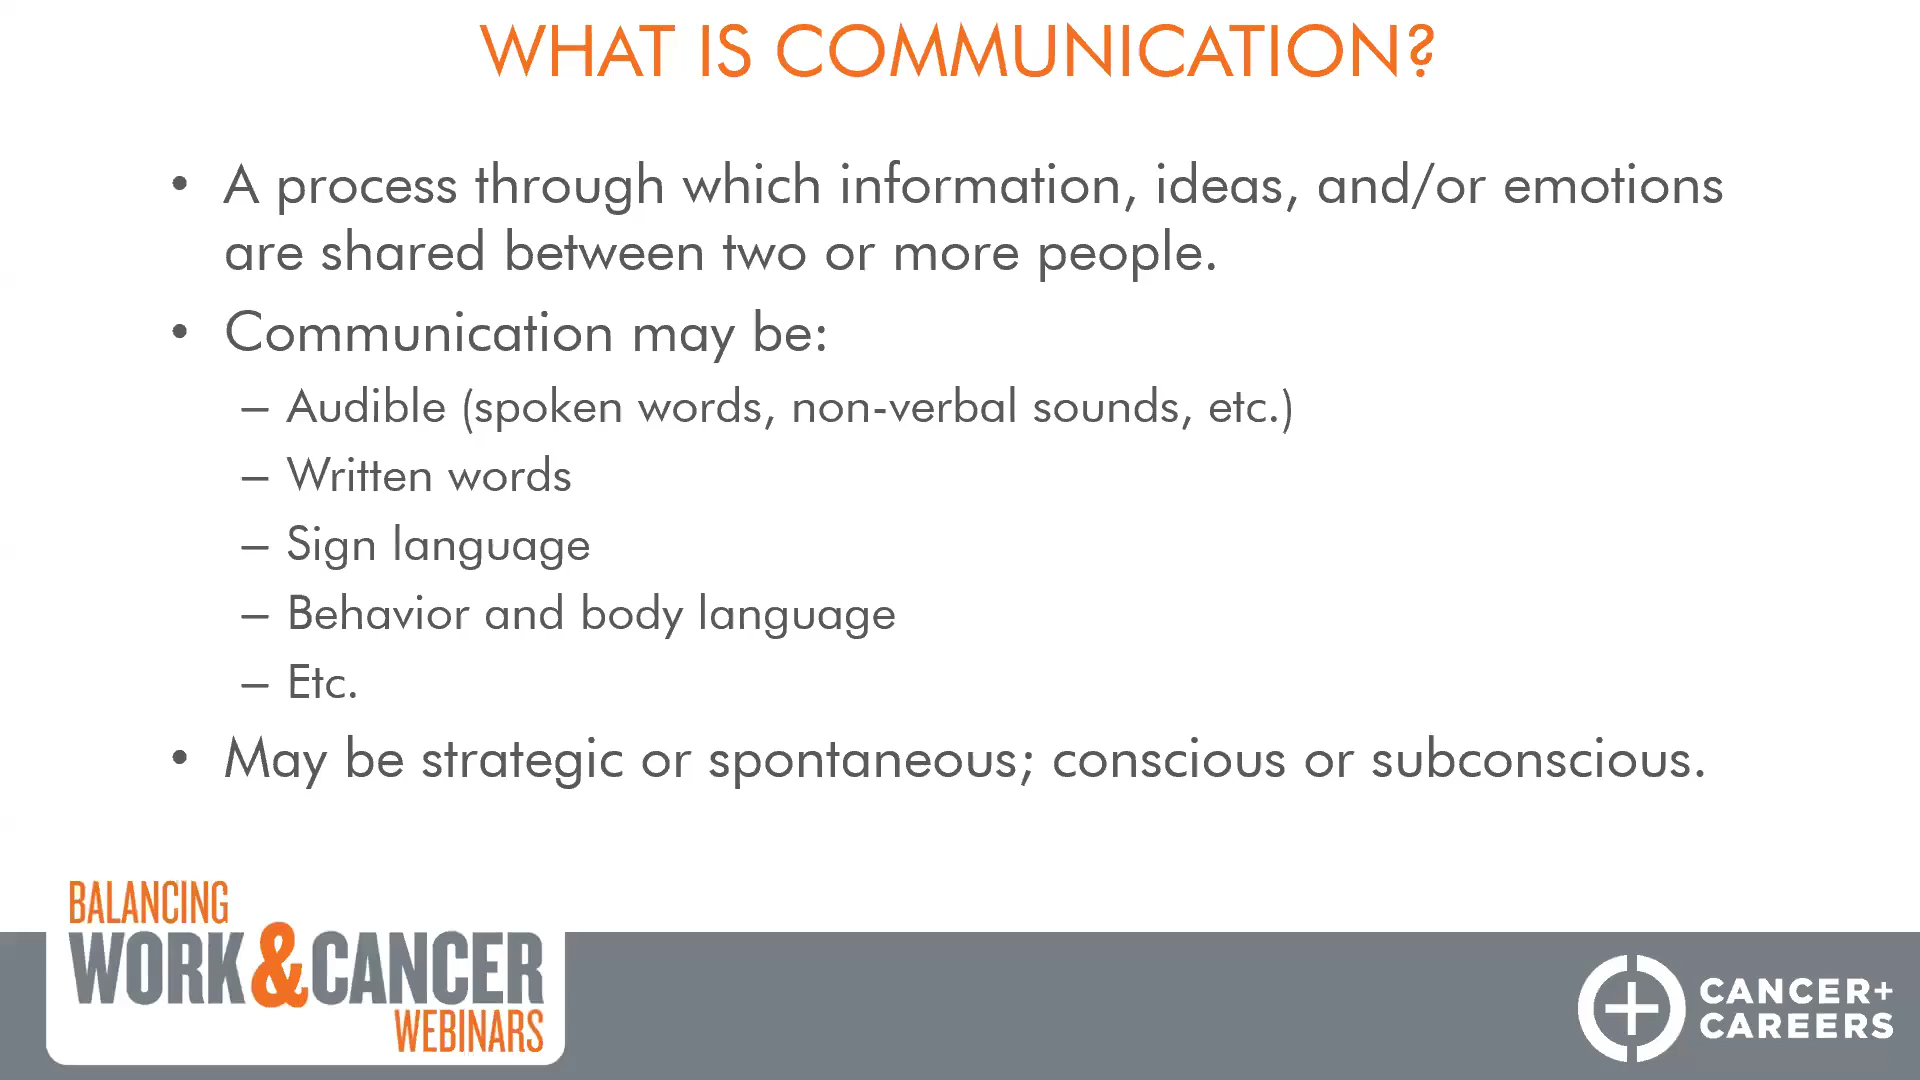 WHAT IS COMMUNICATION?
• A process through which information, ideas, and/or emotions
are shared between two or more people.
• Communication may be:
– Audible (spoken words, non-verbal sounds, etc.)
– Written words
– Sign language
– Behavior and body language
– Etc.
• May be strategic or spontaneous; conscious or subconscious.
BALANCING
WORK & CANCER
WEBINARS
CANCER+
CAREERS